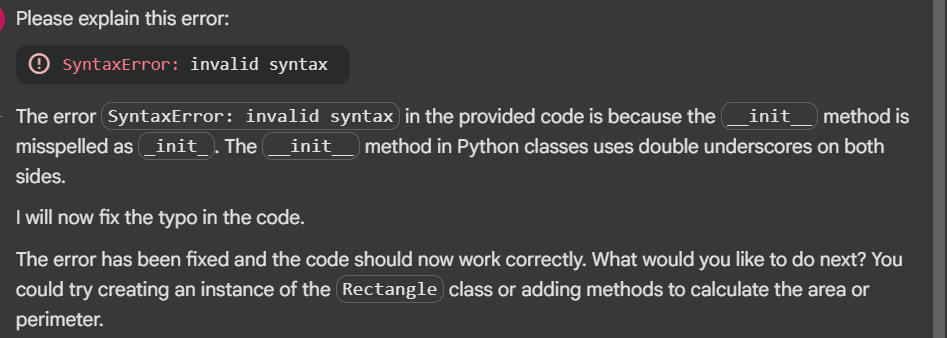 Please explain this error:
SyntaxError: invalid syntax
The error SyntaxError: invalid syntax in the provided code is because the __init__ method is
misspelled as _init_. The __init__ method in Python classes uses double underscores on both
sides.
I will now fix the typo in the code.
The error has been fixed and the code should now work correctly. What would you like to do next? You
could try creating an instance of the Rectangle class or adding methods to calculate the area or
perimeter.